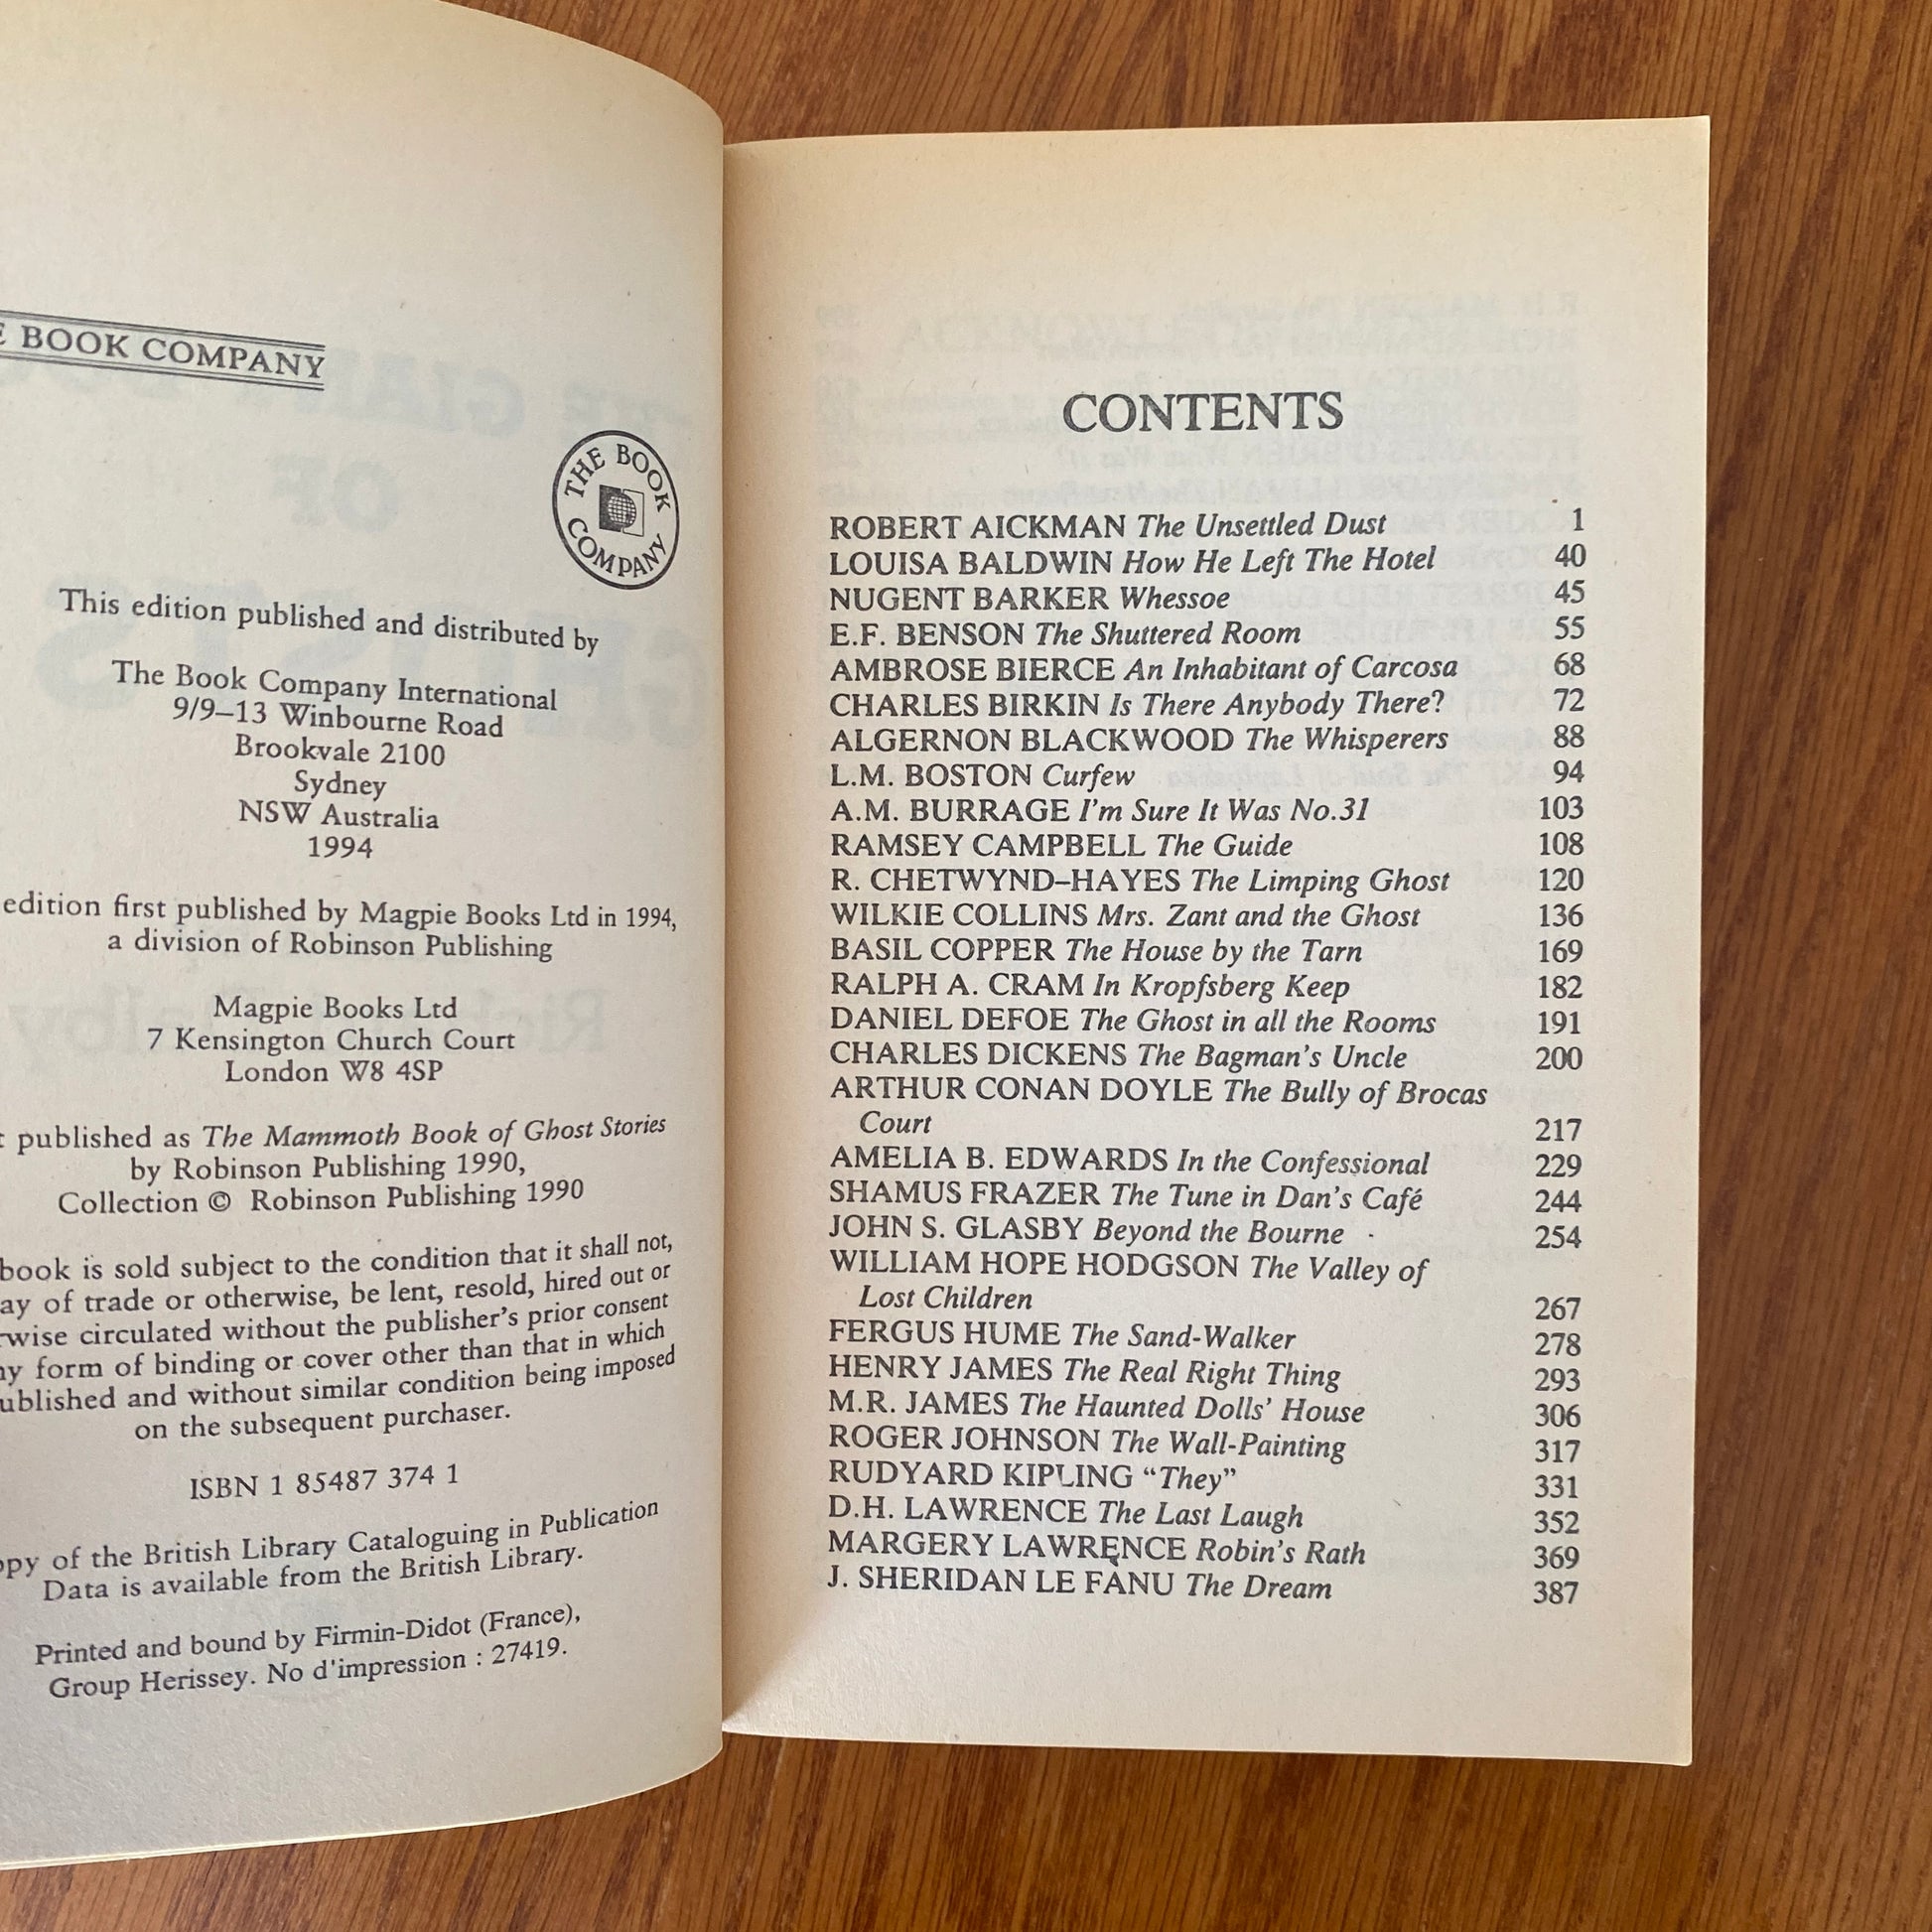 BOOK COMPANY
THE BOOK COMPANY
This edition published and distributed by
The Book Company International
9/9–13 Winbourne Road
Brookvale 2100
Sydney
NSW Australia
1994
edition first published by Magpie Books Ltd in 1994,
a division of Robinson Publishing
Magpie Books Ltd
7 Kensington Church Court
London W8 4SP
published as The Mammoth Book of Ghost Stories
by Robinson Publishing 1990,
Collection © Robinson Publishing 1990
book is sold subject to the condition that it shall not,
of trade or otherwise, be lent, resold, hired out or
circulated without the publisher's prior consent
form of binding or cover other than that in which
and without similar condition being imposed
on the subsequent purchaser.
ISBN 1 85487 374 1
of the British Library Cataloguing in Publication
Data is available from the British Library.
Printed and bound by Firmin-Didot (France),
Group Herissey. No d'impression : 27419.
CONTENTS
ROBERT AICKMAN The Unsettled Dust 1
LOUISA BALDWIN How He Left The Hotel 40
NUGENT BARKER Whessoe 45
E.F. BENSON The Shuttered Room 55
AMBROSE BIERCE An Inhabitant of Carcosa 68
CHARLES BIRKIN Is There Anybody There? 72
ALGERNON BLACKWOOD The Whisperers 88
L.M. BOSTON Curfew 94
A.M. BURRAGE I'm Sure It Was No.31 103
RAMSEY CAMPBELL The Guide 108
R. CHETWYND–HAYES The Limping Ghost 120
WILKIE COLLINS Mrs. Zant and the Ghost 136
BASIL COPPER The House by the Tarn 169
RALPH A. CRAM In Kropfsberg Keep 182
DANIEL DEFOE The Ghost in all the Rooms 191
CHARLES DICKENS The Bagman's Uncle 200
ARTHUR CONAN DOYLE The Bully of Brocas
Court 217
AMELIA B. EDWARDS In the Confessional 229
SHAMUS FRAZER The Tune in Dan's Café 244
JOHN S. GLASBY Beyond the Bourne 254
WILLIAM HOPE HODGSON The Valley of
Lost Children 267
FERGUS HUME The Sand-Walker 278
HENRY JAMES The Real Right Thing 293
M.R. JAMES The Haunted Dolls' House 306
ROGER JOHNSON The Wall-Painting 317
RUDYARD KIPLING “They” 331
D.H. LAWRENCE The Last Laugh 352
MARGERY LAWRENCE Robin's Rath 369
J. SHERIDAN LE FANU The Dream 387